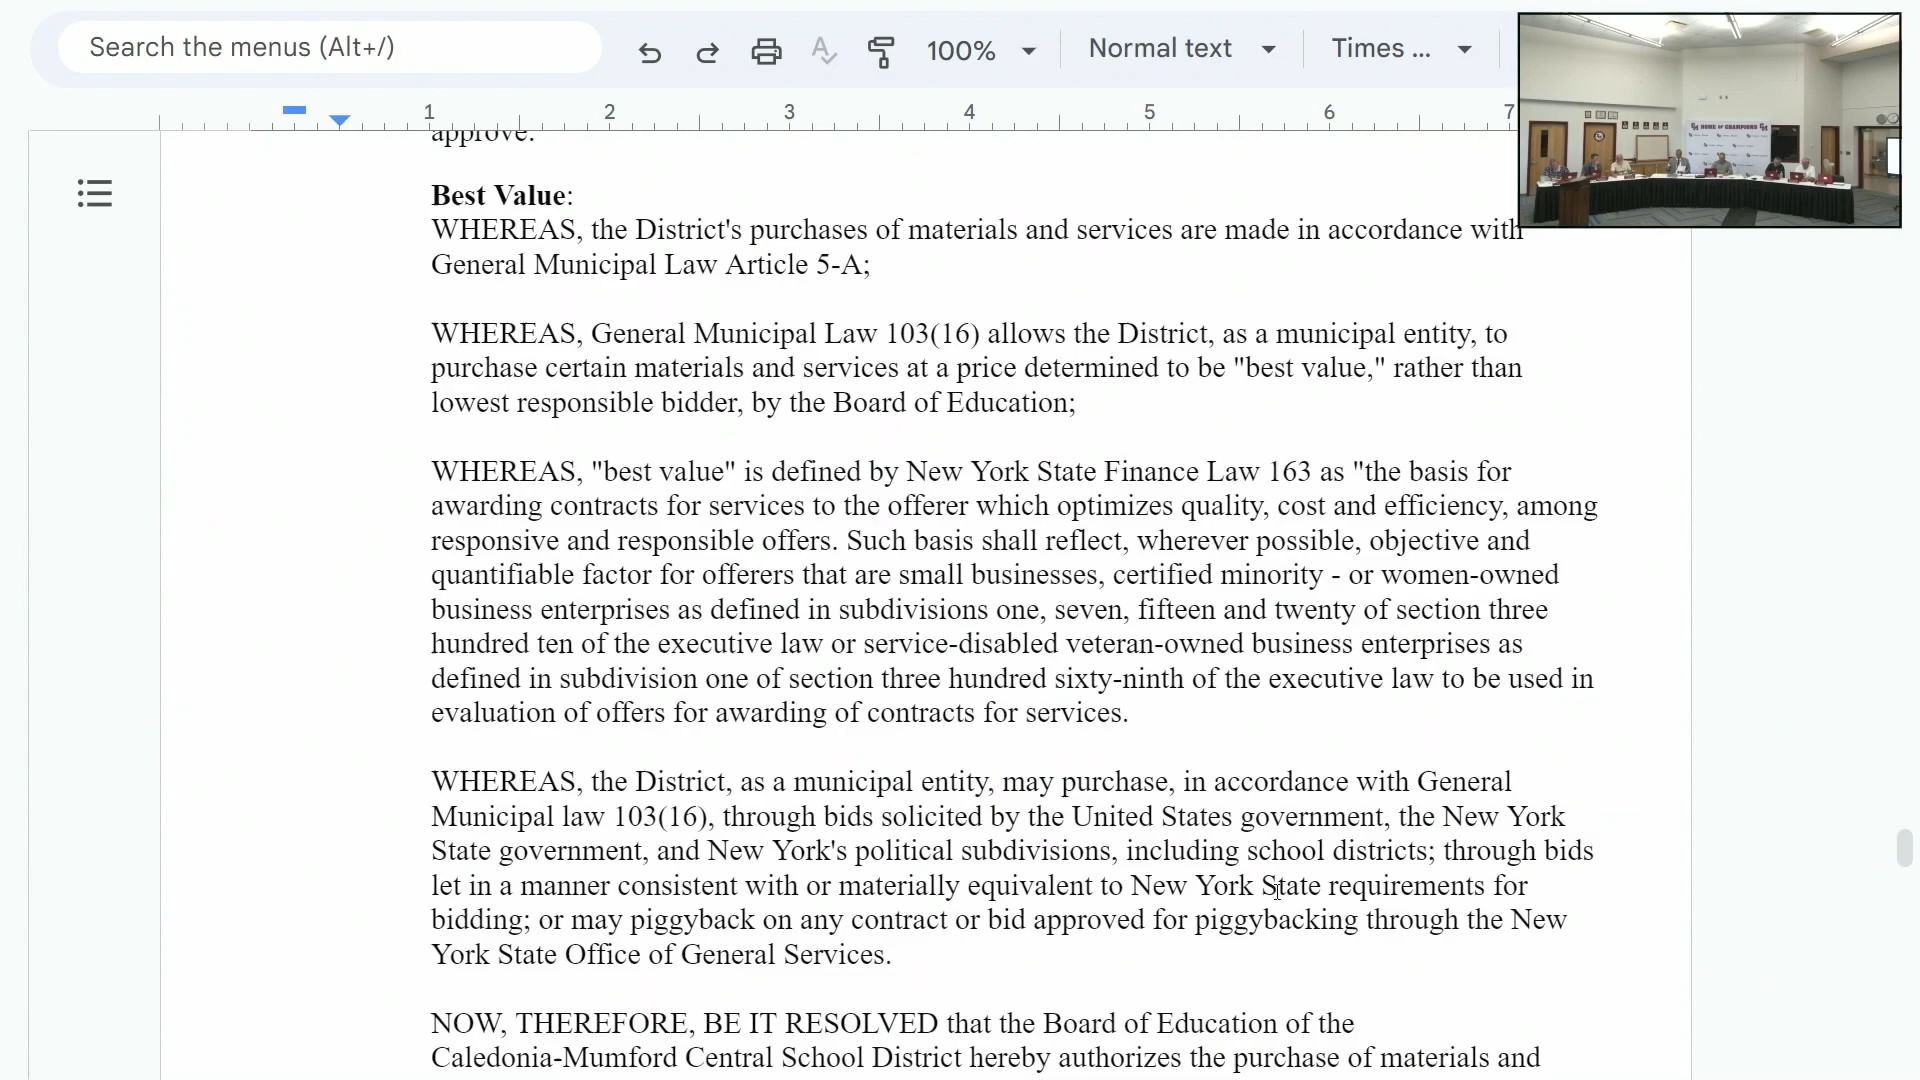 Search the menus (Alt+/)
100%
Normal text
Times ...
1 2 3 4 5 6 7
HOME OF CHAMPIONS
approve:
Best Value:
WHEREAS, the District's purchases of materials and services are made in accordance with
General Municipal Law Article 5-A;
WHEREAS, General Municipal Law 103(16) allows the District, as a municipal entity, to
purchase certain materials and services at a price determined to be "best value," rather than
lowest responsible bidder, by the Board of Education;
WHEREAS, "best value" is defined by New York State Finance Law 163 as "the basis for
awarding contracts for services to the offerer which optimizes quality, cost and efficiency, among
responsive and responsible offers. Such basis shall reflect, wherever possible, objective and
quantifiable factor for offerers that are small businesses, certified minority - or women-owned
business enterprises as defined in subdivisions one, seven, fifteen and twenty of section three
hundred ten of the executive law or service-disabled veteran-owned business enterprises as
defined in subdivision one of section three hundred sixty-ninth of the executive law to be used in
evaluation of offers for awarding of contracts for services.
WHEREAS, the District, as a municipal entity, may purchase, in accordance with General
Municipal law 103(16), through bids solicited by the United States government, the New York
State government, and New York's political subdivisions, including school districts; through bids
let in a manner consistent with or materially equivalent to New York State requirements for
bidding; or may piggyback on any contract or bid approved for piggybacking through the New
York State Office of General Services.
NOW, THEREFORE, BE IT RESOLVED that the Board of Education of the
Caledonia-Mumford Central School District hereby authorizes the purchase of materials and